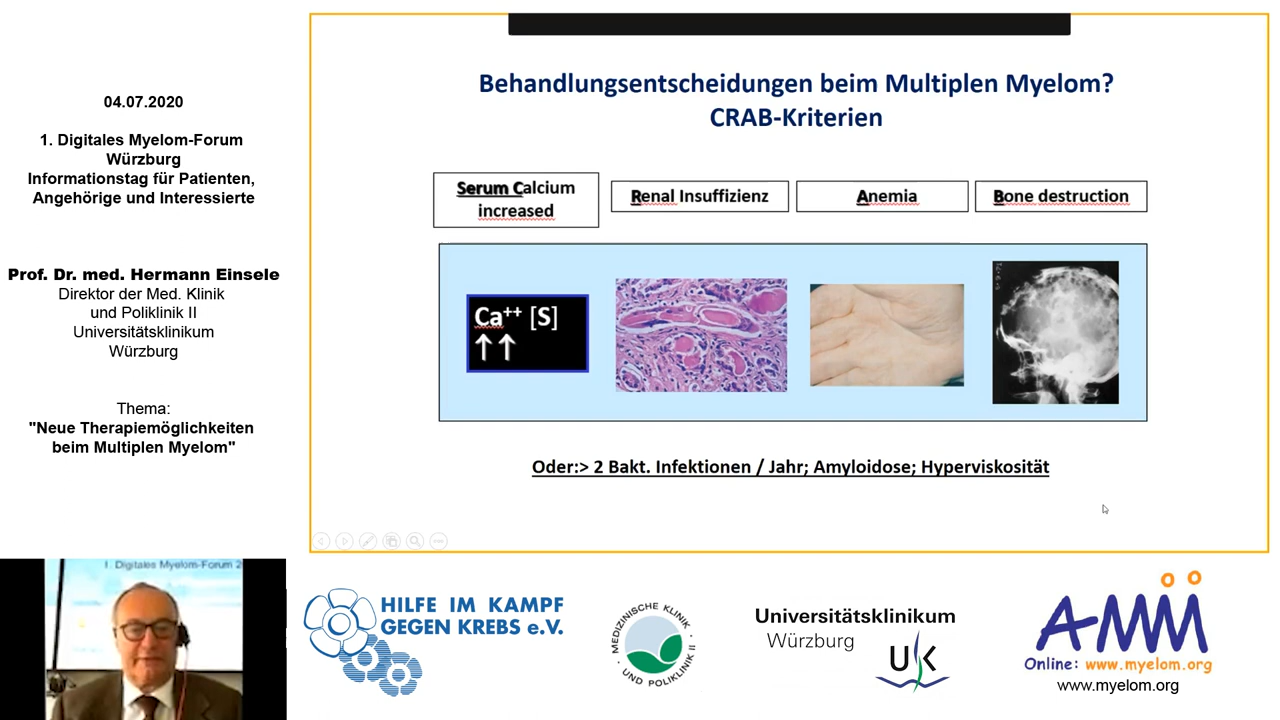 04.07.2020
1. Digitales Myelom-Forum
Würzburg
Informationstag für Patienten,
Angehörige und Interessierte
Prof. Dr. med. Hermann Einsele
Direktor der Med. Klinik
und Poliklinik II
Universitätsklinikum
Würzburg
Thema:
"Neue Therapiemöglichkeiten
beim Multiplen Myelom"
Behandlungsentscheidungen beim Multiplen Myelom?
CRAB-Kriterien
Serum Calcium
increased
Renal Insuffizienz
Anemia
Bone destruction
Ca++ [S]
↑↑
Oder:> 2 Bakt. Infektionen / Jahr; Amyloidose; Hyperviskosität
I. Digitales Myelom-Forum 2
HILFE IM KAMPF
GEGEN KREBS e.V.
MEDIZINISCHE KLINIK
UND POLIKLINIK II
Universitätsklinikum
Würzburg
UK
AMM
Online: www.myelom.org
www.myelom.org